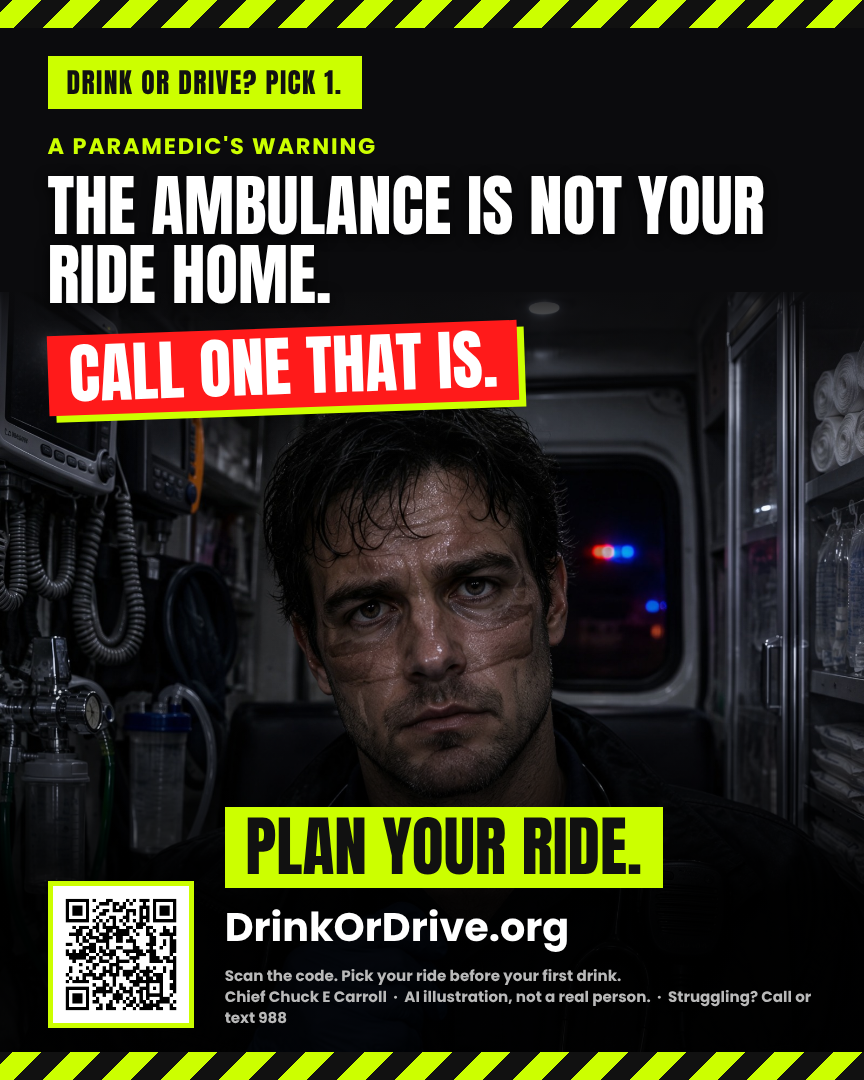 DRINK OR DRIVE? PICK 1.
A PARAMEDIC'S WARNING
THE AMBULANCE IS NOT YOUR
RIDE HOME.
CALL ONE THAT IS.
PLAN YOUR RIDE.
DrinkOrDrive.org
Scan the code. Pick your ride before your first drink.
Chief Chuck E Carroll · AI illustration, not a real person. · Struggling? Call or
text 988